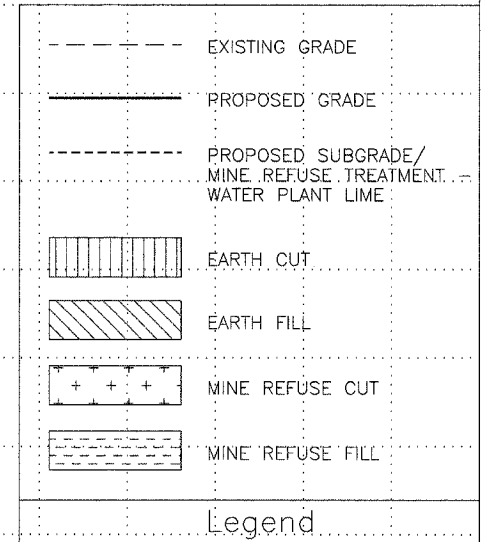 EXISTING GRADE
PROPOSED GRADE
PROPOSED SUBGRADE/
MINE REFUSE TREATMENT –
WATER PLANT LIME
EARTH CUT
EARTH FILL
MINE REFUSE CUT
MINE REFUSE FILL
Legend